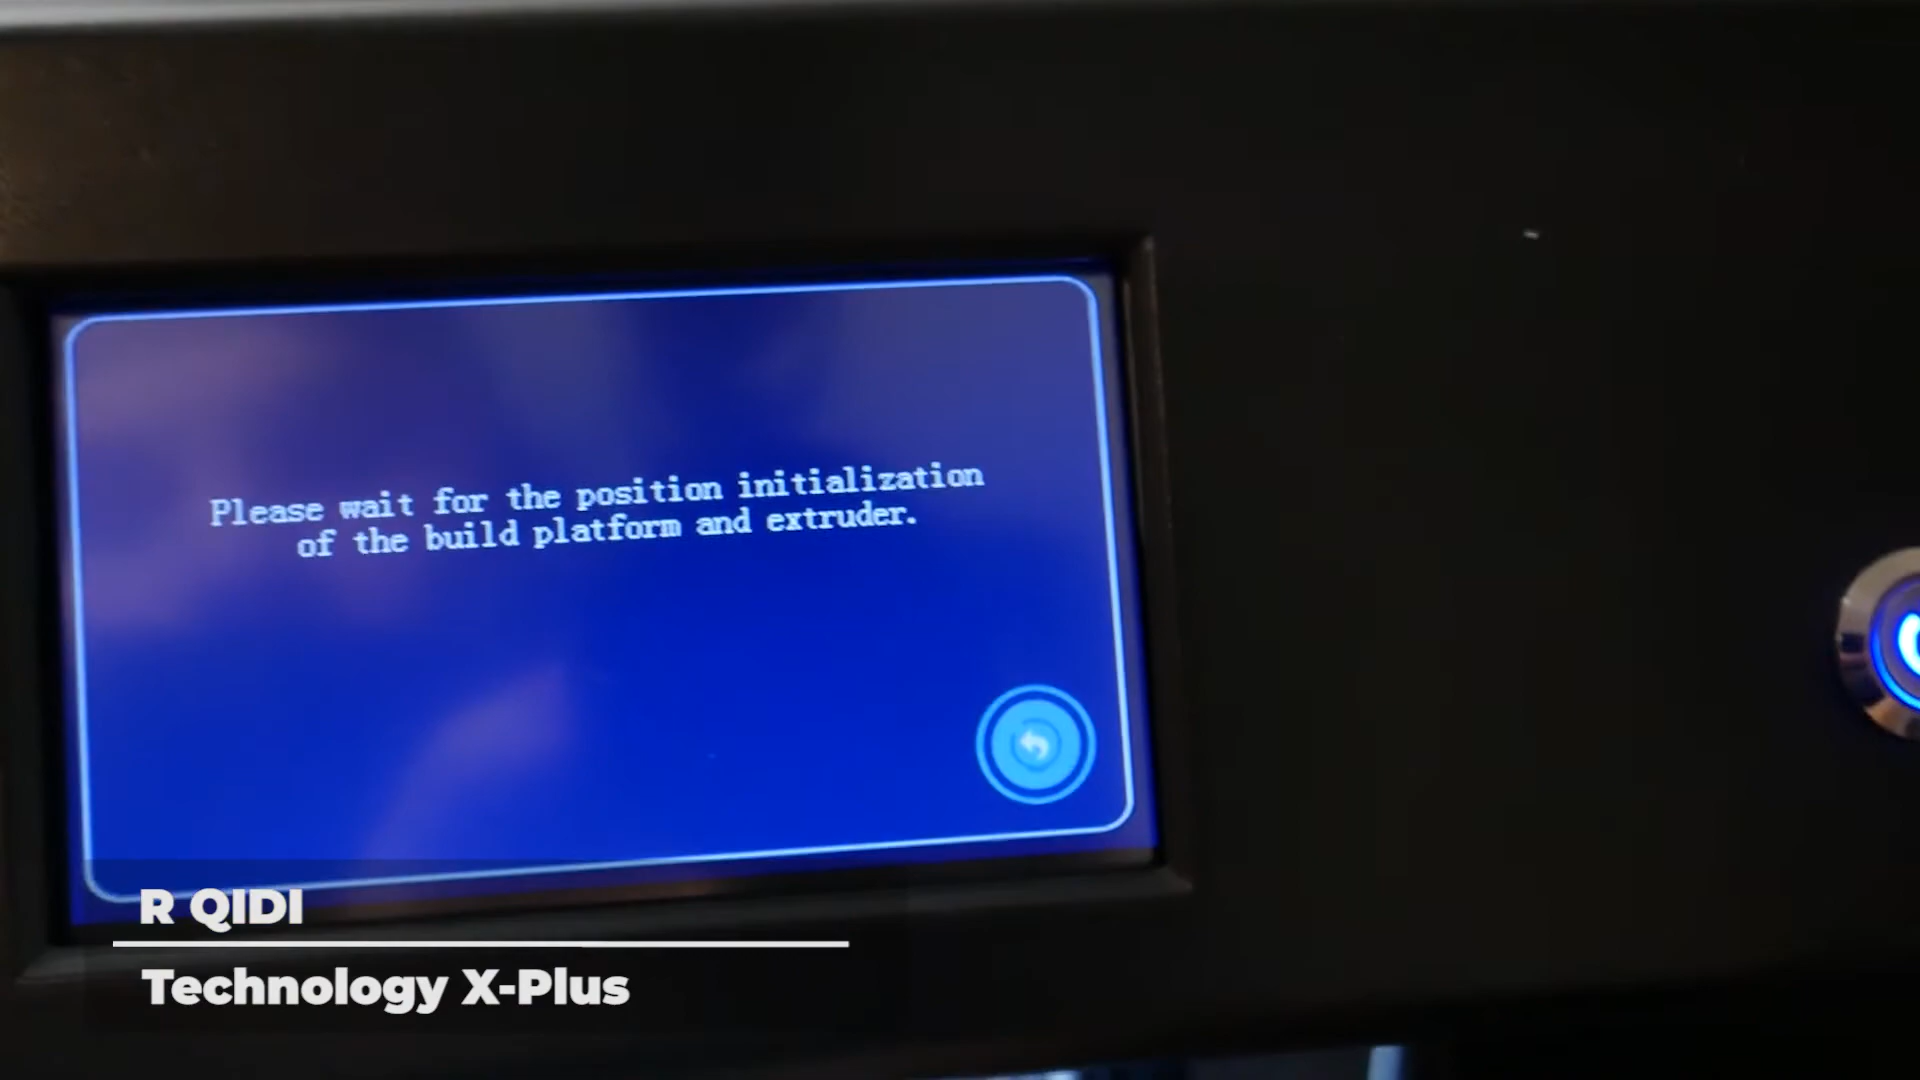 Please wait for the position initialization
of the build platform and extruder.
R QIDI
Technology X-Plus